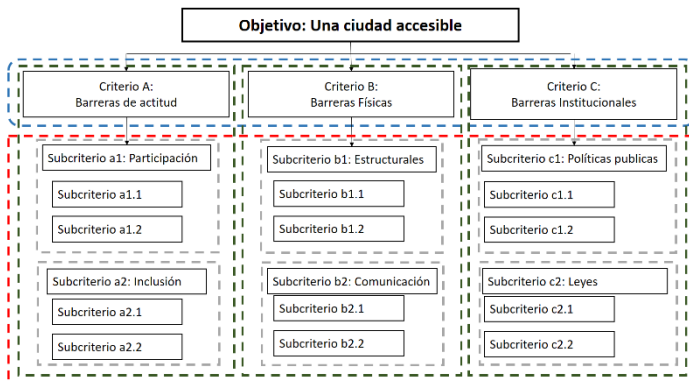 Objetivo: Una ciudad accesible
Criterio A:
Barreras de actitud
Criterio B:
Barreras Físicas
Criterio C:
Barreras Institucionales
Subcriterio a1: Participación
Subcriterio a1.1
Subcriterio a1.2
Subcriterio a2: Inclusión
Subcriterio a2.1
Subcriterio a2.2
Subcriterio b1: Estructurales
Subcriterio b1.1
Subcriterio b1.2
Subcriterio b2: Comunicación
Subcriterio b2.1
Subcriterio b2.2
Subcriterio c1: Políticas publicas
Subcriterio c1.1
Subcriterio c1.2
Subcriterio c2: Leyes
Subcriterio c2.1
Subcriterio c2.2